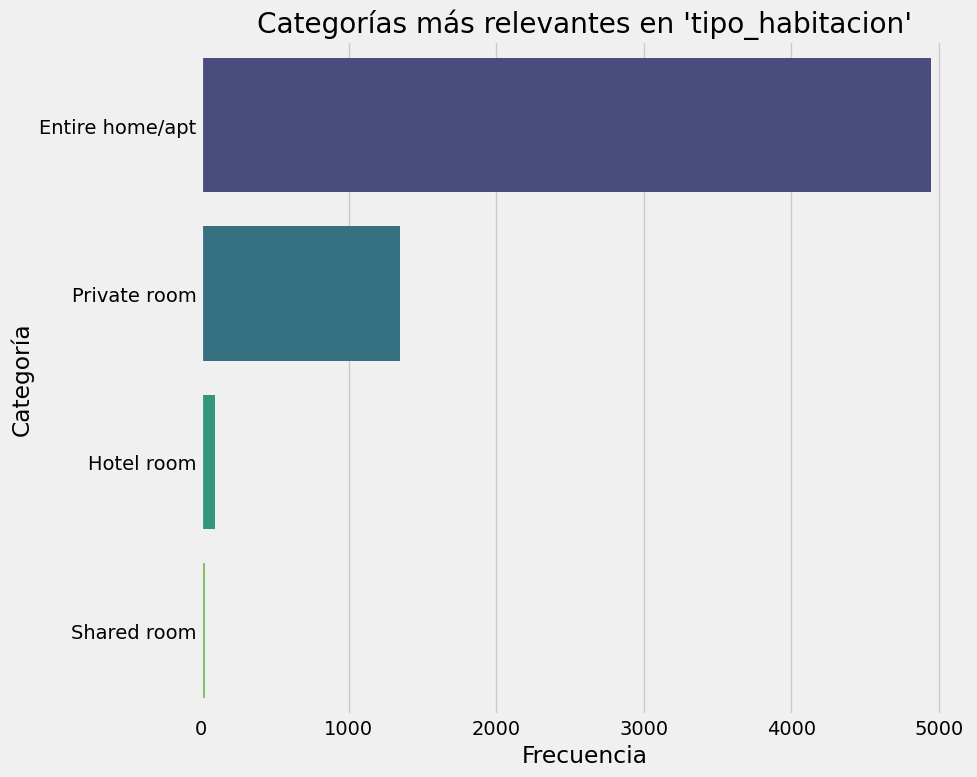 Categorías más relevantes en 'tipo_habitacion'
Categoría
Entire home/apt
Private room
Hotel room
Shared room
0 1000 2000 3000 4000 5000
Frecuencia